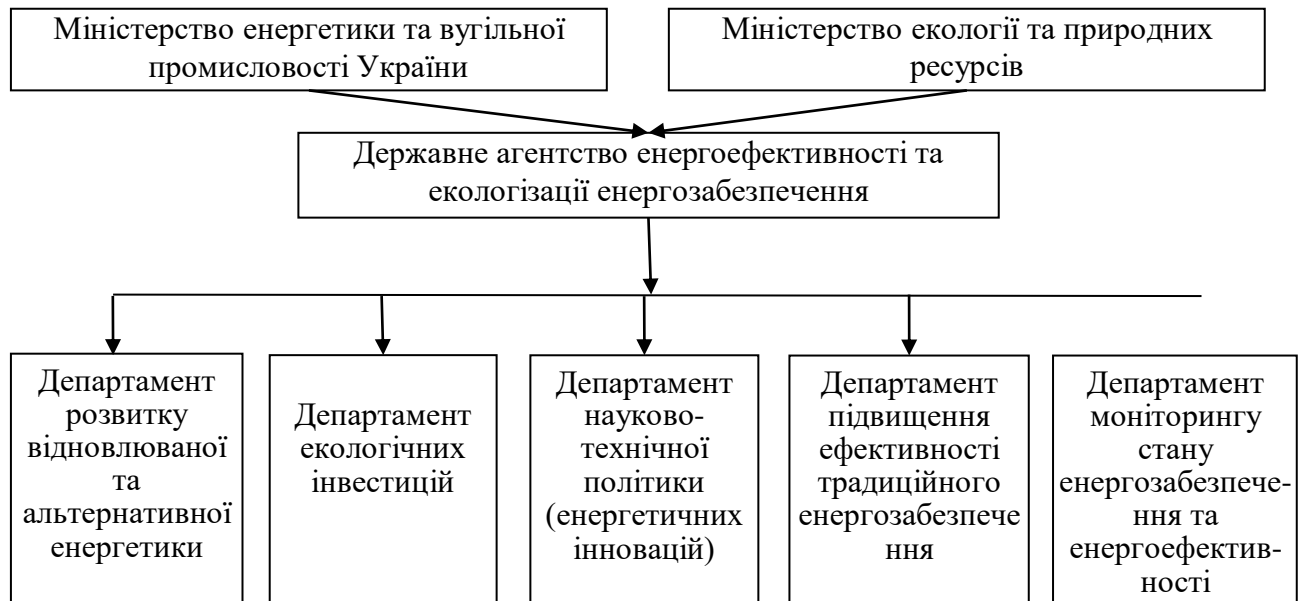 Міністерство енергетики та вугільної
промисловості України
Міністерство екології та природних
ресурсів
Державне агентство енергоефективності та
екологізації енергозабезпечення
Департамент
розвитку
відновлюваної
та
альтернативної
енергетики
Департамент
екологічних
інвестицій
Департамент
науково-
технічної
політики
(енергетичних
інновацій)
Департамент
підвищення
ефективності
традиційного
енергозабезпече
ння
Департамент
моніторингу
стану
енергозабезпече-
ння та
енергоефектив-
ності